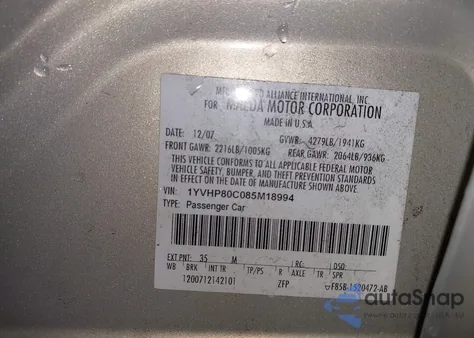 ALLIANCE INTERNATIONAL, INC.
FOR MAZDA MOTOR CORPORATION
MADE IN U.S.A.
DATE: 12/07 GVWR: 4279LB/1941KG
FRONT GAWR: 2216LB/1005KG REAR GAWR: 2064LB/936KG
THIS VEHICLE CONFORMS TO ALL APPLICABLE FEDERAL MOTOR
VEHICLE SAFETY, BUMPER, AND THEFT PREVENTION STANDARDS
IN EFFECT ON THE DATE OF MANUFACTURE SHOWN ABOVE.
VIN: 1YVHP80C085M18994
TYPE: Passenger Car
EXT PNT: 35 M RC: DSO:
WB BRK INT TR TP/PS R AXLE TR SPR
1200712142101 ZFP F85B-1520472-AB
autoSnap